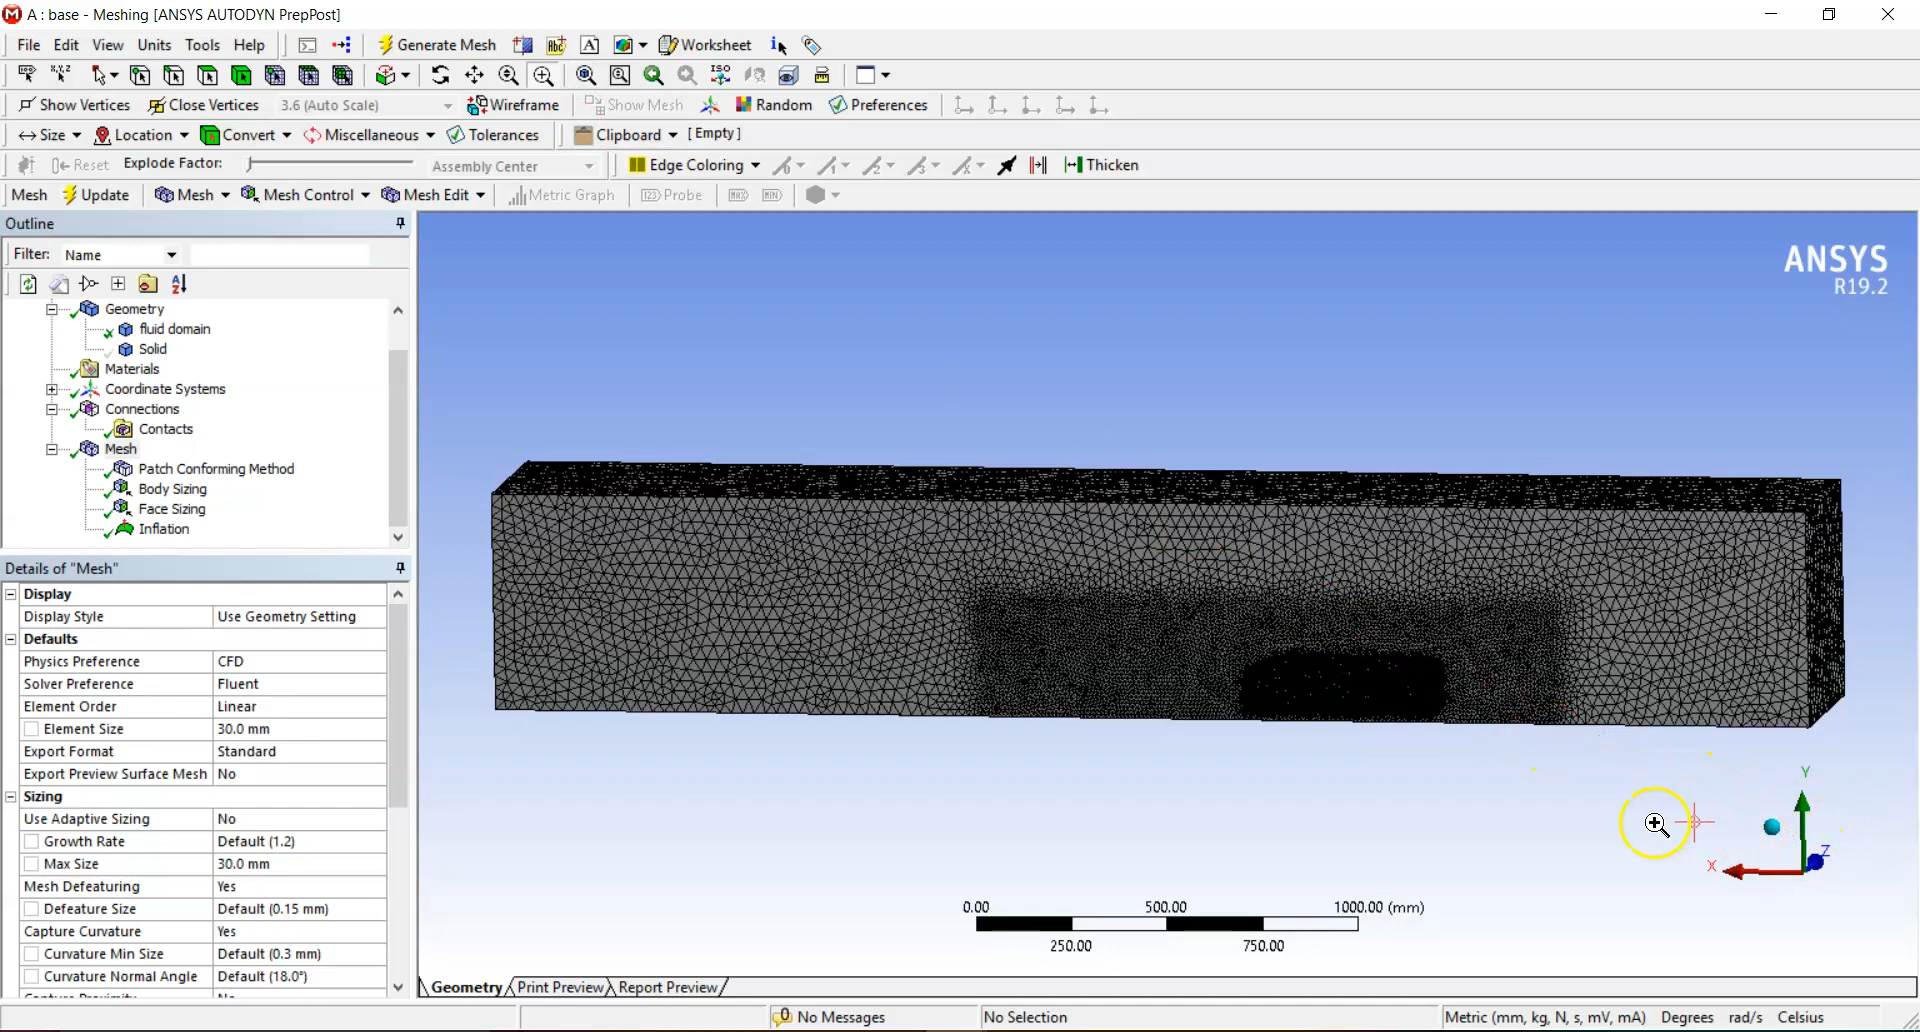 A : base - Meshing [ANSYS AUTODYN PrepPost]
File Edit View Units Tools Help Generate Mesh Worksheet
Show Vertices Close Vertices 3.6 (Auto Scale) Wireframe Show Mesh Random Preferences
Size Location Convert Miscellaneous Tolerances Clipboard [ Empty ]
Reset Explode Factor: Assembly Center Edge Coloring Thicken
Mesh Update Mesh Mesh Control Mesh Edit Metric Graph Probe
Outline
Filter: Name
Geometry
fluid domain
Solid
Materials
Coordinate Systems
Connections
Contacts
Mesh
Patch Conforming Method
Body Sizing
Face Sizing
Inflation
Details of "Mesh"
Display
Display Style Use Geometry Setting
Defaults
Physics Preference CFD
Solver Preference Fluent
Element Order Linear
Element Size 30.0 mm
Export Format Standard
Export Preview Surface Mesh No
Sizing
Use Adaptive Sizing No
Growth Rate Default (1.2)
Max Size 30.0 mm
Mesh Defeaturing Yes
Defeature Size Default (0.15 mm)
Capture Curvature Yes
Curvature Min Size Default (0.3 mm)
Curvature Normal Angle Default (18.0°)
ANSYS
R19.2
Y
X
Z
0.00 500.00 1000.00 (mm)
250.00 750.00
Geometry Print Preview Report Preview
No Messages No Selection Metric (mm, kg, N, s, mV, mA) Degrees rad/s Celsius